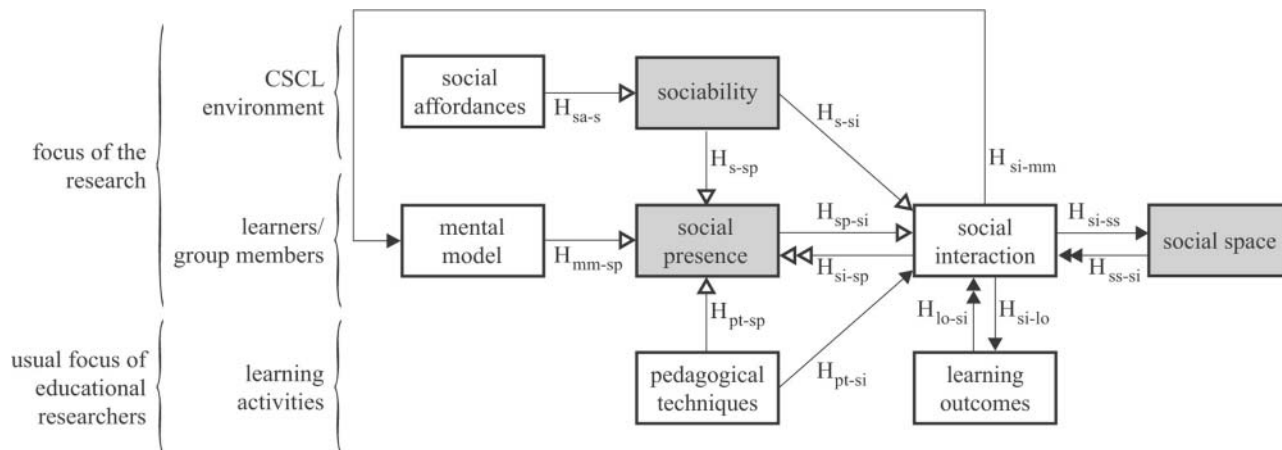 focus of the
research
CSCL
environment
social
affordances
H_sa-s
sociability
H_s-si
H_s-sp
H_si-mm
learners/
group members
mental
model
H_mm-sp
social
presence
H_sp-si
H_si-sp
social
interaction
H_si-ss
H_ss-si
social space
H_pt-sp
H_lo-si
H_si-lo
usual focus of
educational
researchers
learning
activities
pedagogical
techniques
H_pt-si
learning
outcomes